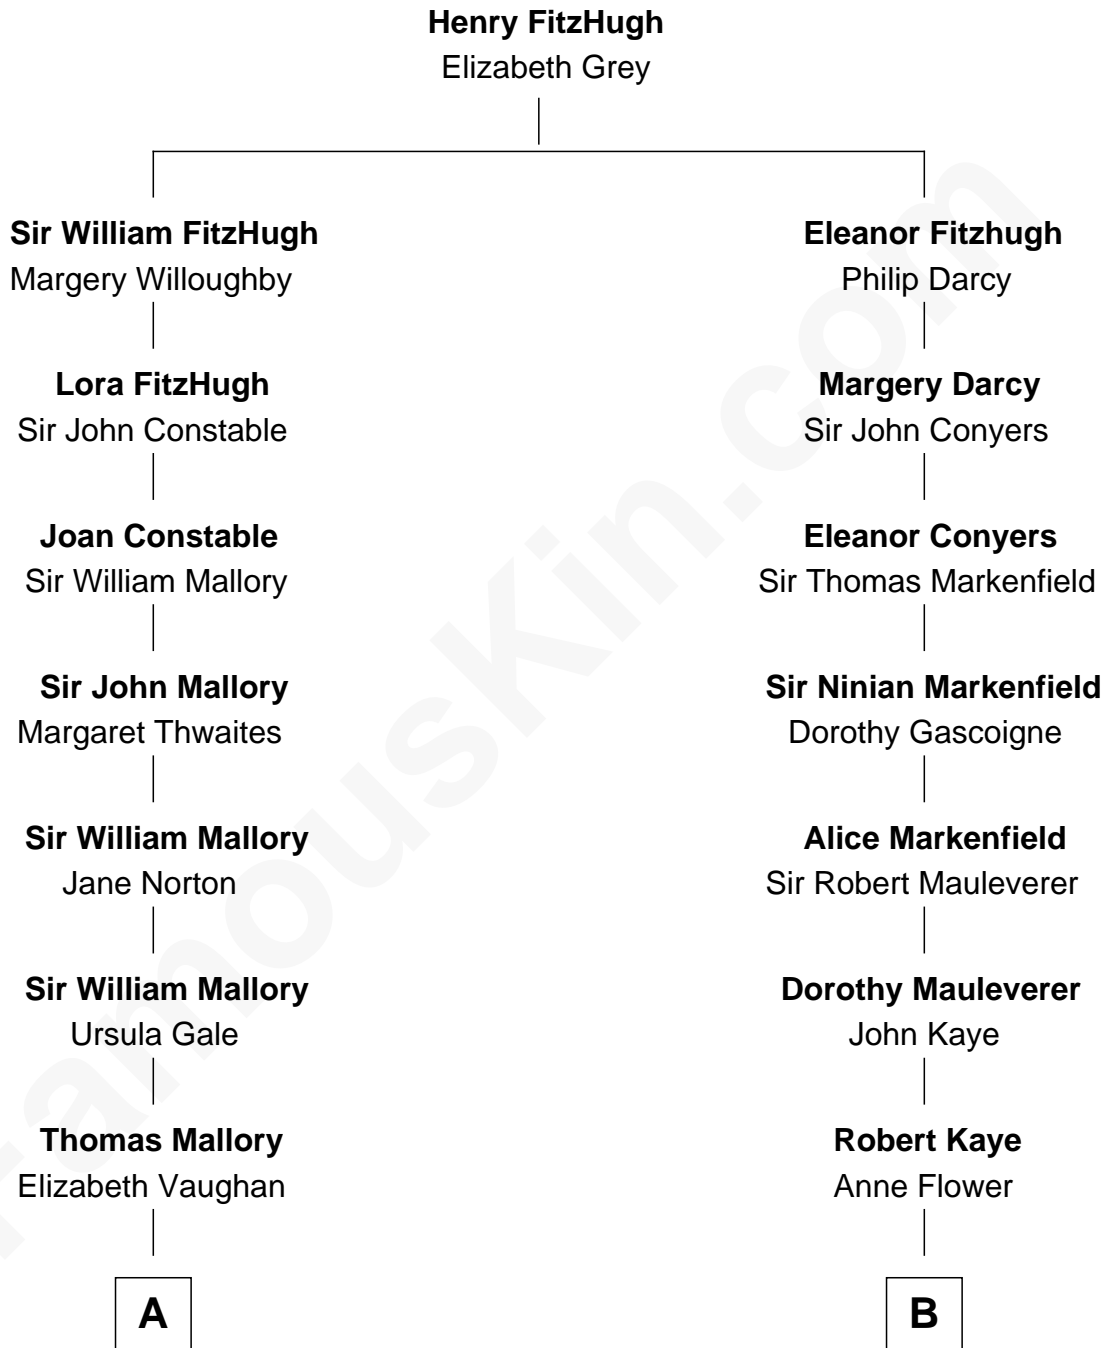 Henry FitzHugh
Elizabeth Grey
Sir William FitzHugh
Margery Willoughby
Lora FitzHugh
Sir John Constable
Joan Constable
Sir William Mallory
Sir John Mallory
Margaret Thwaites
Sir William Mallory
Jane Norton
Sir William Mallory
Ursula Gale
Thomas Mallory
Elizabeth Vaughan
A
Eleanor Fitzhugh
Philip Darcy
Margery Darcy
Sir John Conyers
Eleanor Conyers
Sir Thomas Markenfield
Sir Ninian Markenfield
Dorothy Gascoigne
Alice Markenfield
Sir Robert Mauleverer
Dorothy Mauleverer
John Kaye
Robert Kaye
Anne Flower
B
FamousKin.com